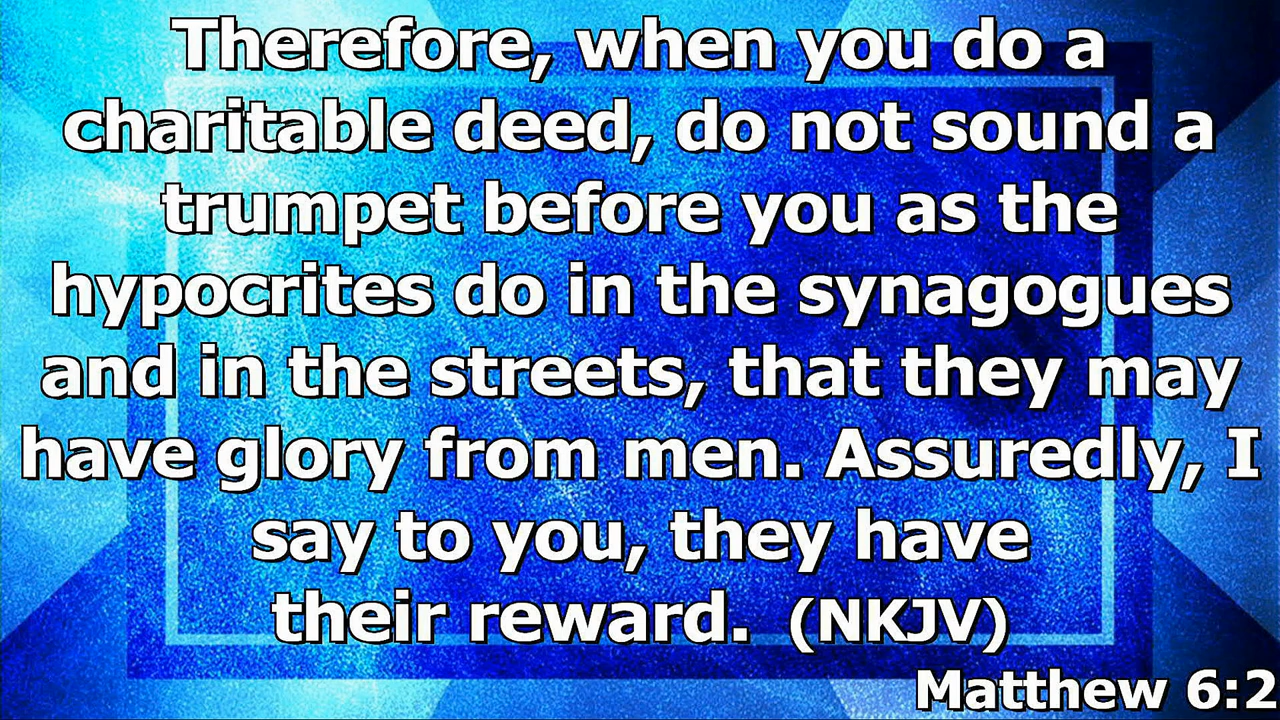 Therefore, when you do a
charitable deed, do not sound a
trumpet before you as the
hypocrites do in the synagogues
and in the streets, that they may
have glory from men. Assuredly, I
say to you, they have
their reward. (NKJV)
Matthew 6:2